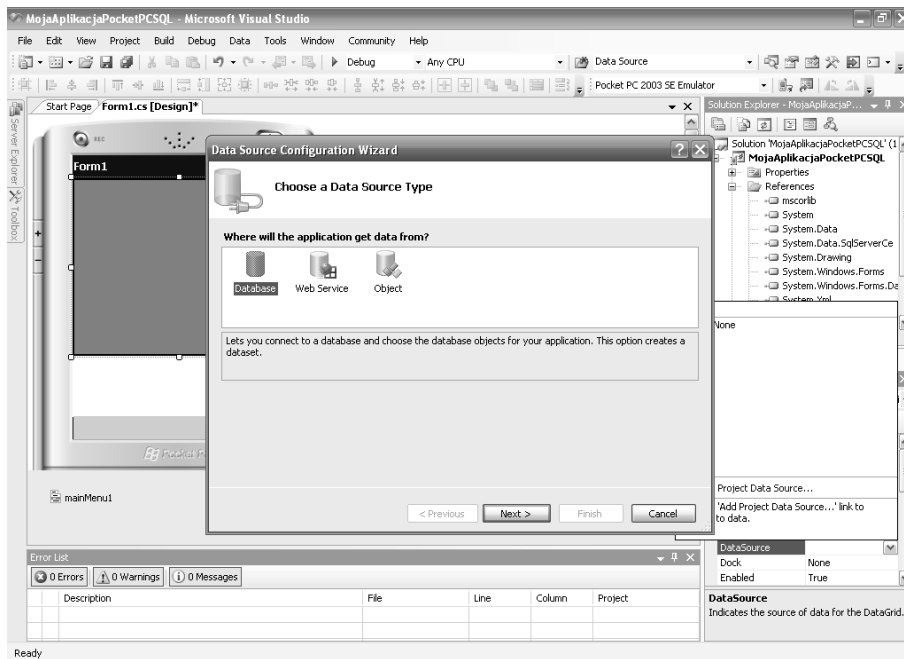 MojaAplikacjaPocketPCSQL - Microsoft Visual Studio
File Edit View Project Build Debug Data Tools Window Community Help
Debug Any CPU Data Source
Pocket PC 2003 SE Emulator
Server Explorer
Toolbox
Start Page Form1.cs [Design]*
REC
Form1
mainMenu1
Data Source Configuration Wizard
Choose a Data Source Type
Where will the application get data from?
Database Web Service Object
Lets you connect to a database and choose the database objects for your application. This option creates a
dataset.
< Previous Next > Finish Cancel
Solution Explorer - MojaAplikacjaP...
Solution 'MojaAplikacjaPocketPCSQL' (1
MojaAplikacjaPocketPCSQL
Properties
References
mscorlib
System
System.Data
System.Data.SqlServerCe
System.Drawing
System.Windows.Forms
System.Windows.Forms.Da
System.Xml
None
Project Data Source...
'Add Project Data Source...' link to
to data.
DataSource
Dock None
Enabled True
DataSource
Indicates the source of data for the DataGrid.
Error List
0 Errors 0 Warnings 0 Messages
Description File Line Column Project
Ready